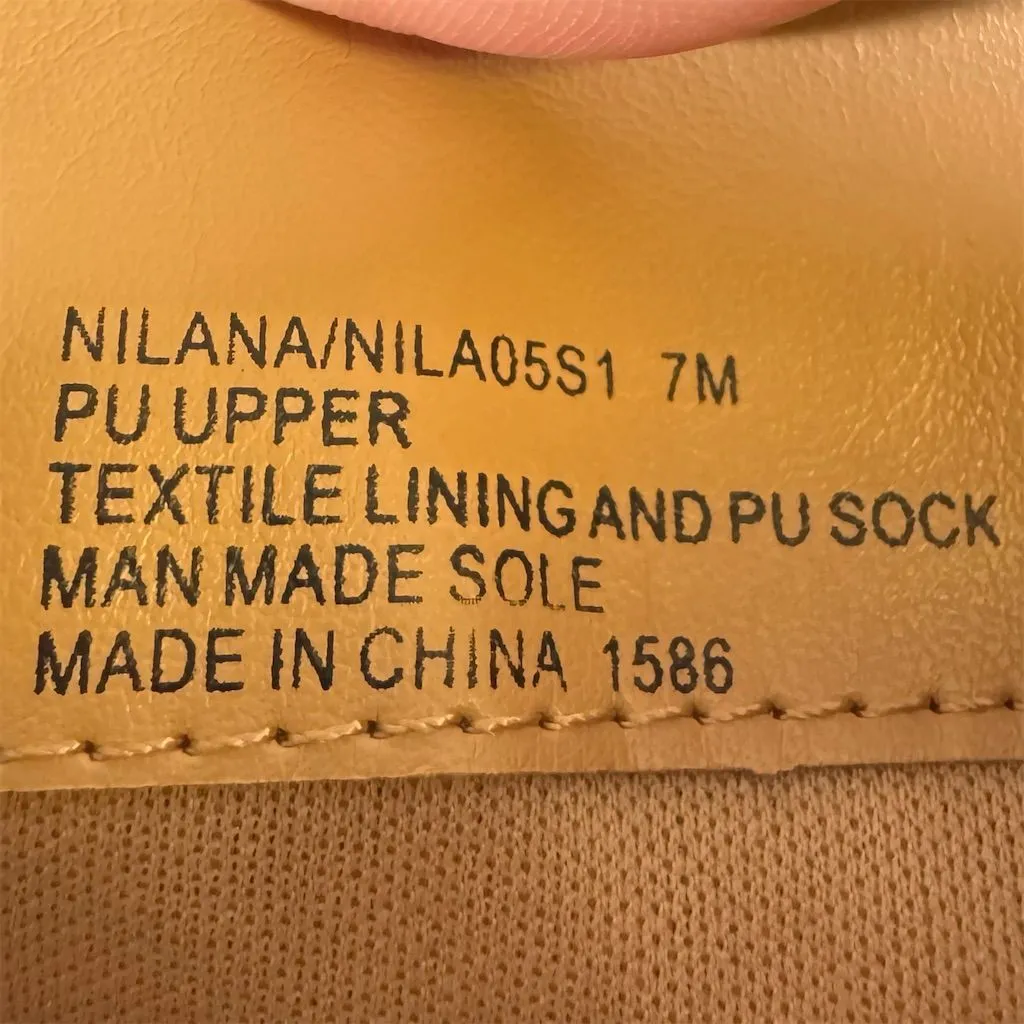 NILANA/NILA05S1 7M
PU UPPER
TEXTILE LINING AND PU SOCK
MAN MADE SOLE
MADE IN CHINA 1586